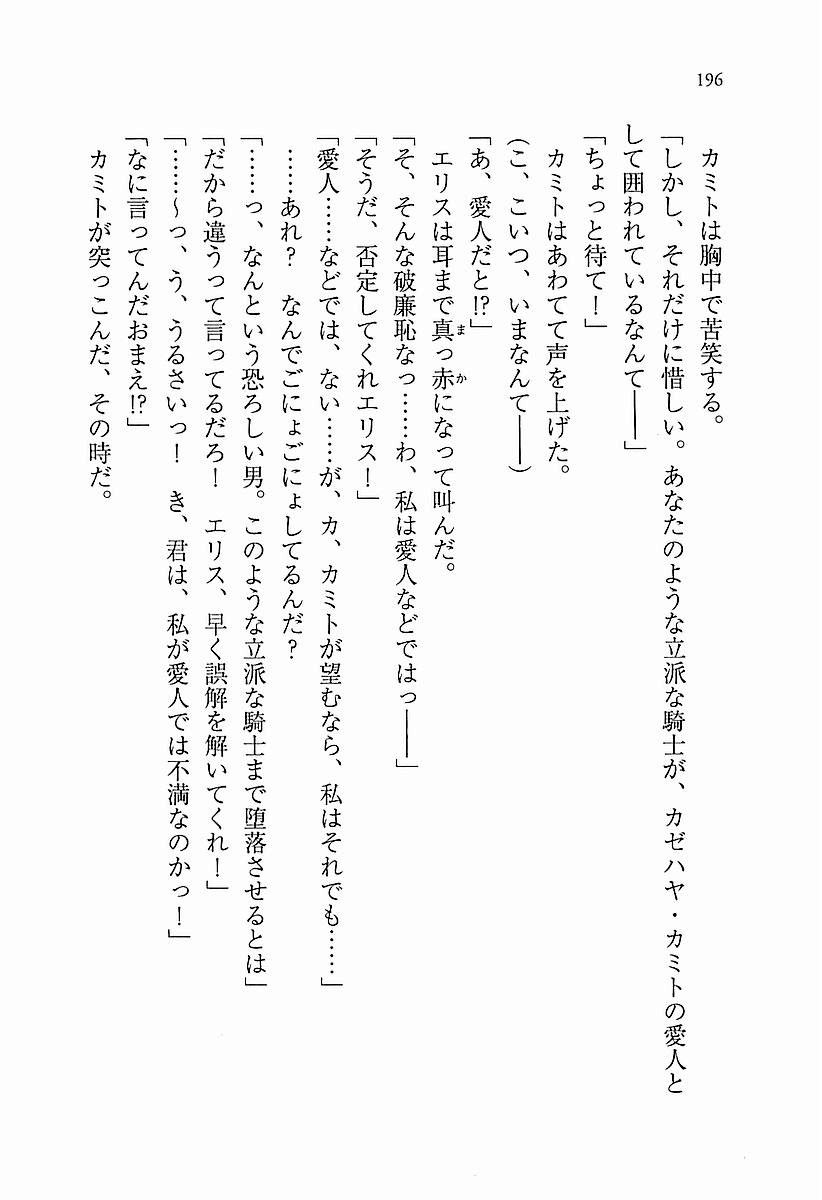 196
カミトは胸中で苦笑する。
「しかし、それだけに惜しい。あなたのような立派な騎士が、カゼハヤ・カミトの愛人と
して囲われているなんて――」
「ちょっと待て！」
カミトはあわてて声を上げた。
(こ、こいつ、いまなんて――)
「あ、愛人だと!?」
エリスは耳まで真っ赤になって叫んだ。
「そ、そんな破廉恥なっ……わ、私は愛人などではっ――」
「そうだ、否定してくれエリス！」
「愛人……などでは、ない……が、カ、カミトが望むなら、私はそれでも……」
……あれ？　なんでごにょごにょしてるんだ？
「……っ、なんという恐ろしい男。このような立派な騎士まで堕落させるとは」
「だから違うって言ってるだろ！　エリス、早く誤解を解いてくれ！」
「……～っ、う、うるさいっ！　き、君は、私が愛人では不満なのかっ！」
「なに言ってんだおまえ!?」
カミトが突っこんだ、その時だ。